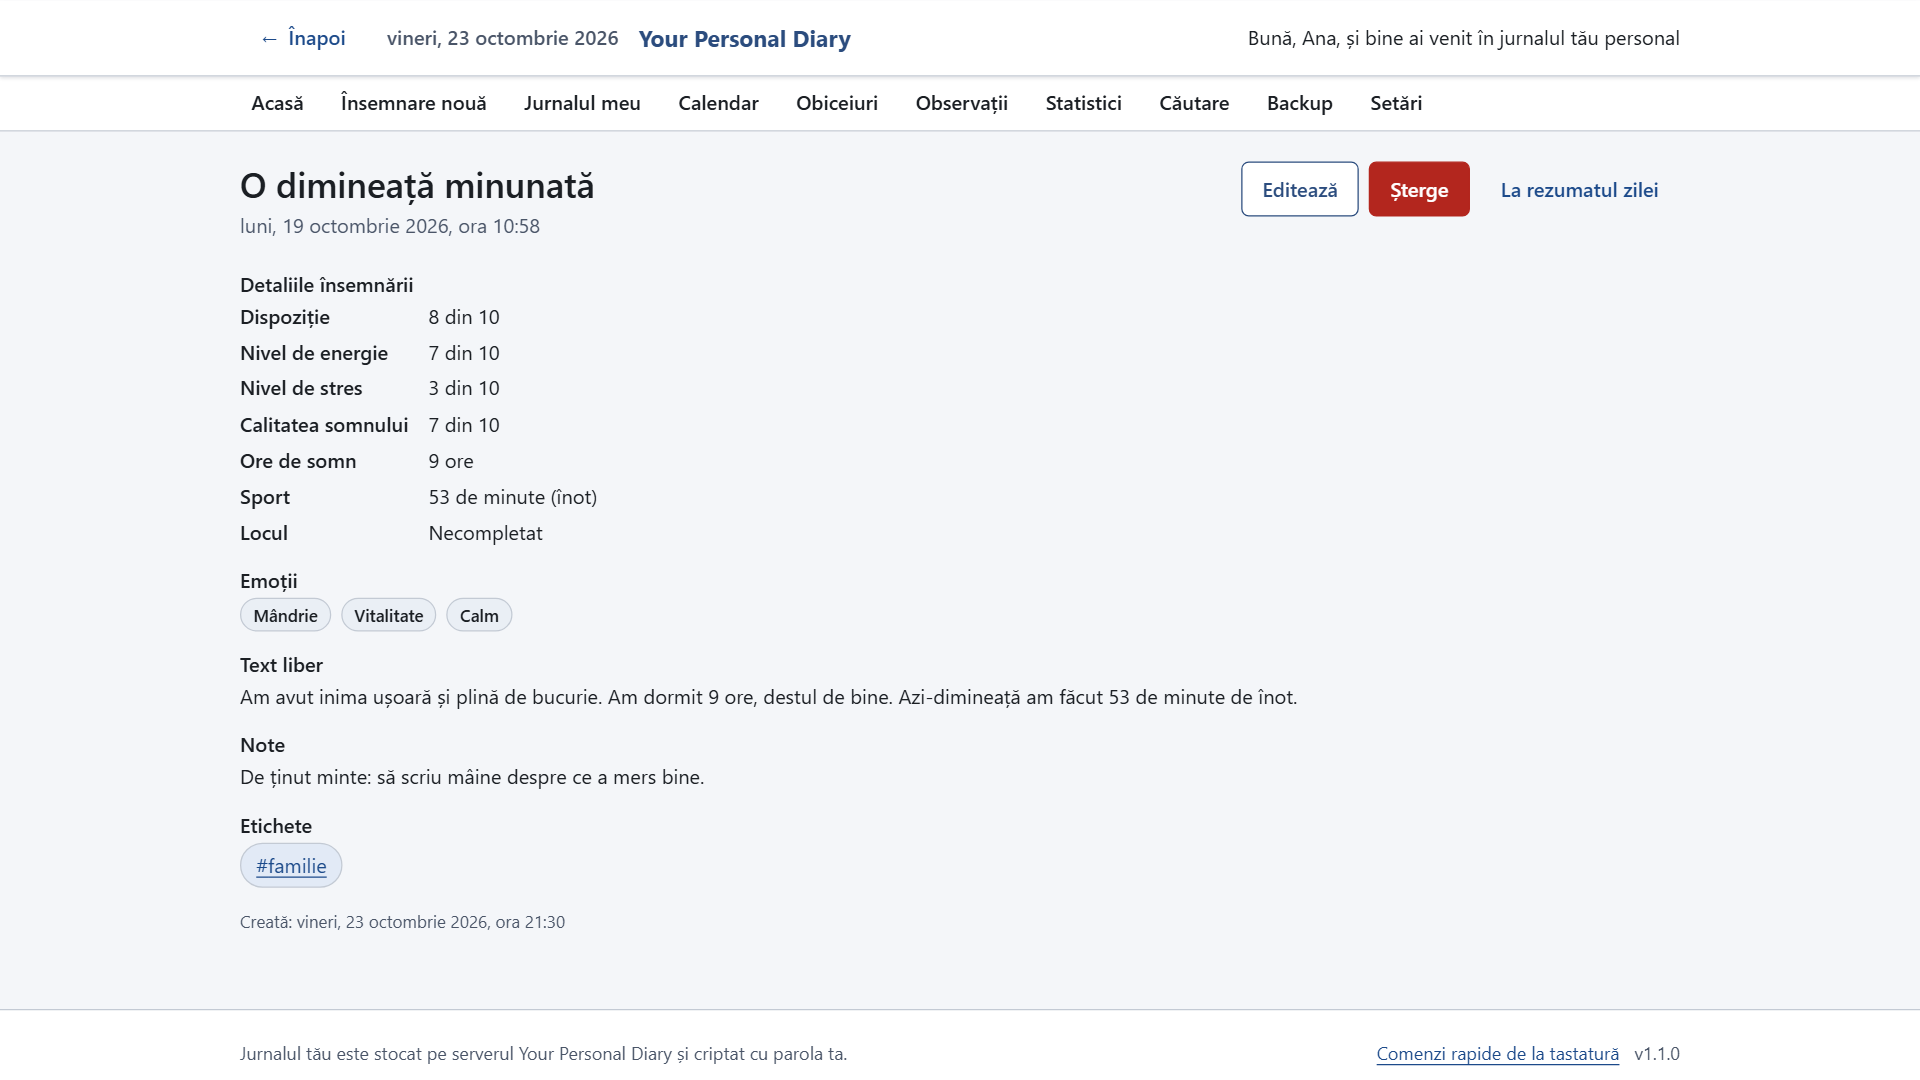 ← Înapoi vineri, 23 octombrie 2026 Your Personal Diary Bună, Ana, și bine ai venit în jurnalul tău personal
Acasă Însemnare nouă Jurnalul meu Calendar Obiceiuri Observații Statistici Căutare Backup Setări
O dimineață minunată
Editează Șterge La rezumatul zilei
luni, 19 octombrie 2026, ora 10:58
Detaliile însemnării
Dispoziție 8 din 10
Nivel de energie 7 din 10
Nivel de stres 3 din 10
Calitatea somnului 7 din 10
Ore de somn 9 ore
Sport 53 de minute (înot)
Locul Necompletat
Emoții
Mândrie Vitalitate Calm
Text liber
Am avut inima ușoară și plină de bucurie. Am dormit 9 ore, destul de bine. Azi-dimineață am făcut 53 de minute de înot.
Note
De ținut minte: să scriu mâine despre ce a mers bine.
Etichete
#familie
Creată: vineri, 23 octombrie 2026, ora 21:30
Jurnalul tău este stocat pe serverul Your Personal Diary și criptat cu parola ta. Comenzi rapide de la tastatură v1.1.0